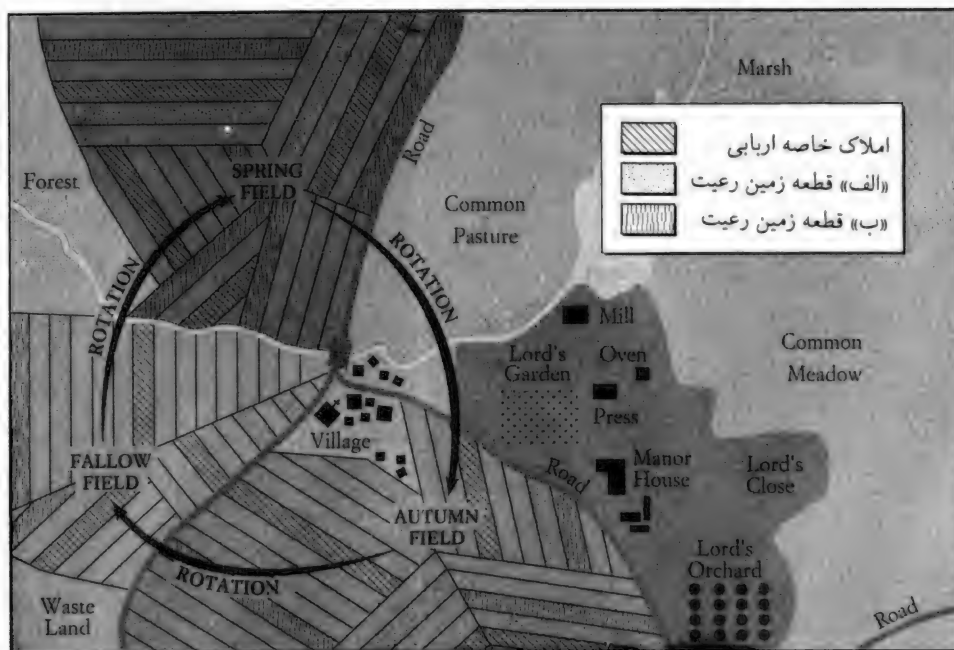 Marsh
املاک خاصه اربابی
«الف» قطعه زمین رعیت
«ب» قطعه زمین رعیت
Road
Forest
SPRING
FIELD
Common
Pasture
ROTATION
ROTATION
Mill
Lord's
Garden
Oven
Common
Meadow
Press
Village
FALLOW
FIELD
Road
Manor
House
Lord's
Close
AUTUMN
FIELD
ROTATION
Lord's
Orchard
Waste
Land
Road